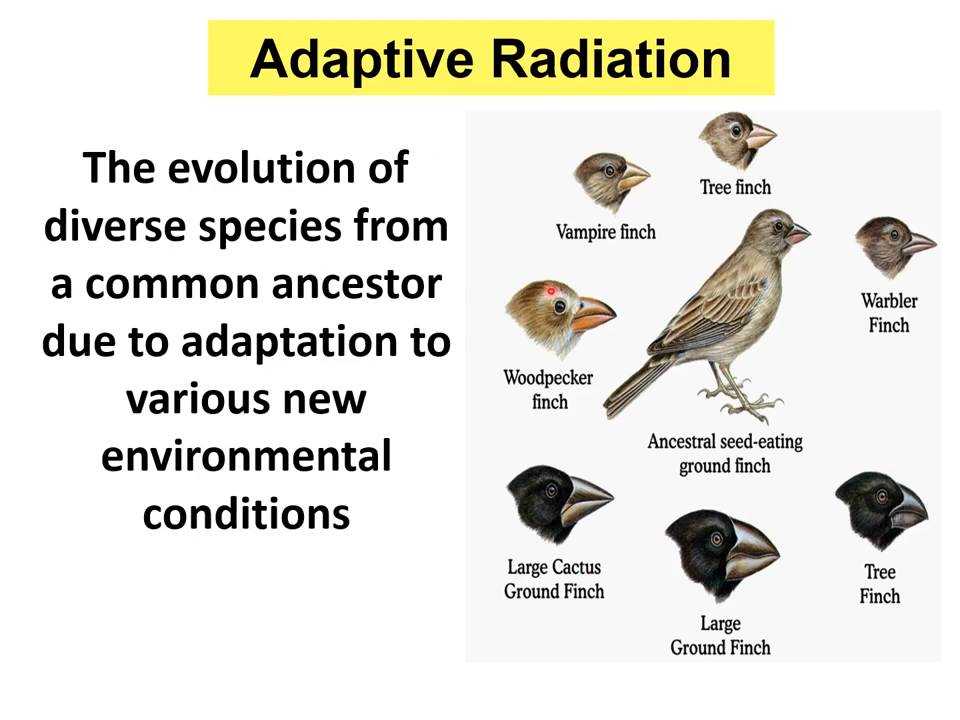 Adaptive Radiation
The evolution of
diverse species from
a common ancestor
due to adaptation to
various new
environmental
conditions
Tree finch
Vampire finch
Warbler
Finch
Woodpecker
finch
Ancestral seed-eating
ground finch
Large Cactus
Ground Finch
Tree
Finch
Large
Ground Finch